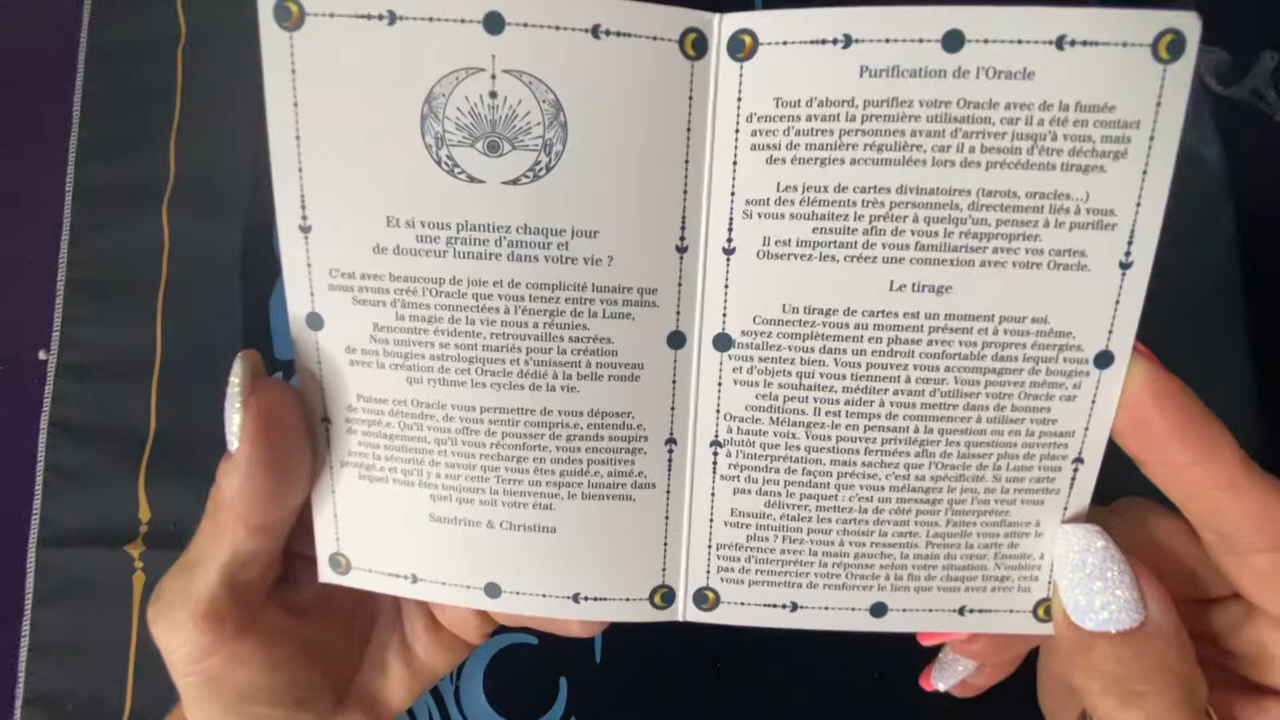 Et si vous plantiez chaque jour
une graine d'amour et
de douceur lunaire dans votre vie ?
C'est avec beaucoup de joie et de complicité lunaire que
nous avons créé l'Oracle que vous tenez entre vos mains.
Sœurs d'âmes connectées à l'énergie de la Lune,
la magie de la vie nous a réunies.
Rencontre évidente, retrouvailles sacrées.
Nos univers se sont mariés pour la création
de nos bougies astrologiques et s'unissent à nouveau
avec la création de cet Oracle dédié à la belle ronde
qui rythme les cycles de la vie.
Puisse cet Oracle vous permettre de vous déposer,
de vous détendre, de vous sentir compris.e, entendu.e,
accepté.e. Qu'il vous offre de pousser de grands soupirs
de soulagement, qu'il vous réconforte, vous encourage,
vous soutienne et vous recharge en ondes positives
avec la sécurité de savoir que vous êtes guidé.e, aimé.e,
protégé.e et qu'il y a sur cette Terre un espace lunaire dans
lequel vous êtes toujours la bienvenue, le bienvenu,
quel que soit votre état.
Sandrine & Christina
Purification de l'Oracle
Tout d'abord, purifiez votre Oracle avec de la fumée
d'encens avant la première utilisation, car il a été en contact
avec d'autres personnes avant d'arriver jusqu'à vous, mais
aussi de manière régulière, car il a besoin d'être déchargé
des énergies accumulées lors des précédents tirages.
Les jeux de cartes divinatoires (tarots, oracles...)
sont des éléments très personnels, directement liés à vous.
Si vous souhaitez le prêter à quelqu'un, pensez à le purifier
ensuite afin de vous le réapproprier.
Il est important de vous familiariser avec vos cartes.
Observez-les, créez une connexion avec votre Oracle.
Le tirage
Un tirage de cartes est un moment pour soi.
Connectez-vous au moment présent et à vous-même,
soyez complètement en phase avec vos propres énergies.
Installez-vous dans un endroit confortable dans lequel vous
vous sentez bien. Vous pouvez vous accompagner de bougies
et d'objets qui vous tiennent à cœur. Vous pouvez même, si
vous le souhaitez, méditer avant d'utiliser votre Oracle car
cela peut vous aider à vous mettre dans de bonnes
conditions. Il est temps de commencer à utiliser votre
Oracle. Mélangez-le en pensant à la question ou en la posant
à haute voix. Vous pouvez privilégier les questions ouvertes
plutôt que les questions fermées afin de laisser plus de place
à l'interprétation, mais sachez que l'Oracle de la Lune vous
répondra de façon précise, c'est sa spécificité. Si une carte
sort du jeu pendant que vous mélangez le jeu, ne la remettez
pas dans le paquet : c'est un message que l'on veut vous
délivrer, mettez-la de côté pour l'interpréter.
Ensuite, étalez les cartes devant vous. Faites confiance à
votre intuition pour choisir la carte. Laquelle vous attire le
plus ? Fiez-vous à vos ressentis. Prenez la carte de
préférence avec la main gauche, la main du cœur. Ensuite, à
vous d'interpréter la réponse selon votre situation. N'oubliez
pas de remercier votre Oracle à la fin de chaque tirage, cela
vous permettra de renforcer le lien que vous avez avec lui